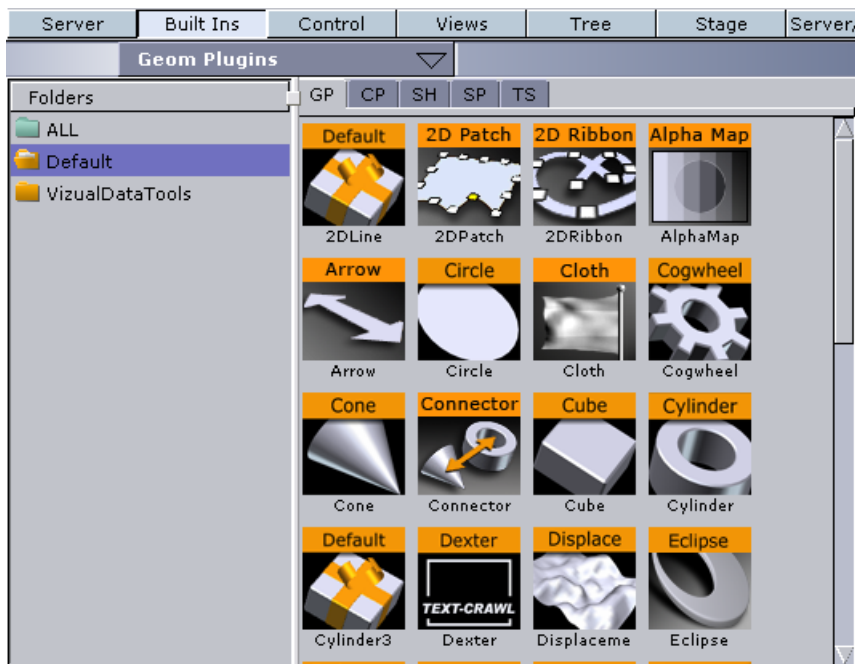 Server Built Ins Control Views Tree Stage Server/
Geom Plugins
Folders
GP CP SH SP TS
ALL
Default
VizualDataTools
Default 2D Patch 2D Ribbon Alpha Map
2DLine 2DPatch 2DRibbon AlphaMap
Arrow Circle Cloth Cogwheel
Arrow Circle Cloth Cogwheel
Cone Connector Cube Cylinder
Cone Connector Cube Cylinder
Default Dexter Displace Eclipse
TEXT-CRAWL
Cylinder3 Dexter Displaceme Eclipse